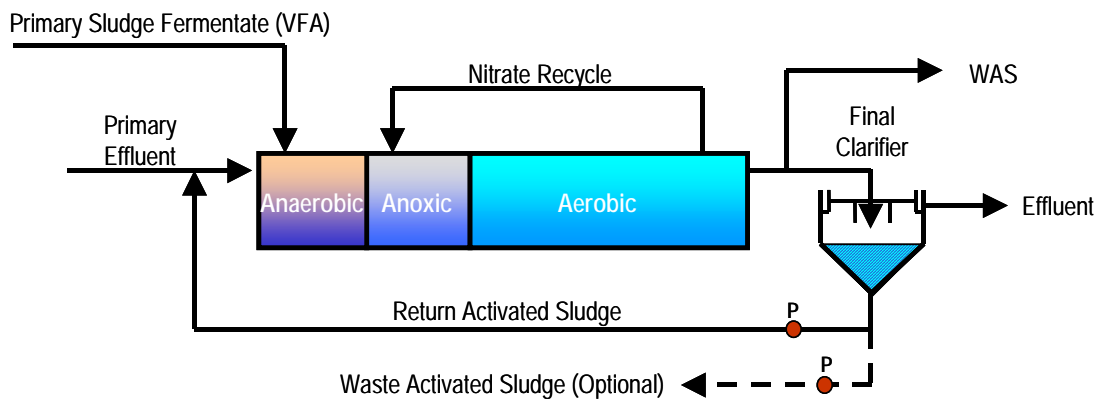 Primary Sludge Fermentate (VFA)
Nitrate Recycle
WAS
Primary
Effluent
Final
Clarifier
Anaerobic
Anoxic
Aerobic
Effluent
Return Activated Sludge
P
P
Waste Activated Sludge (Optional)